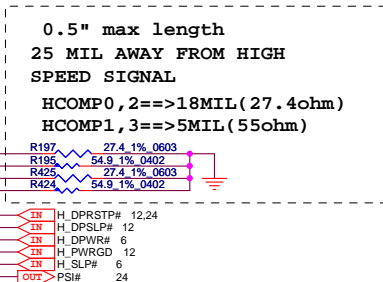 0.5" max length
25 MIL AWAY FROM HIGH
SPEED SIGNAL
HCOMP0,2==>18MIL(27.4ohm)
HCOMP1,3==>5MIL(55ohm)
R197 27.4_1%_0603
R195 54.9_1%_0402
R425 27.4_1%_0603
R424 54.9_1%_0402
IN H_DPRSTP# 12,24
IN H_DPSLP# 12
IN H_DPWR# 6
IN H_PWRGD 12
IN H_SLP# 6
OUT PSI# 24